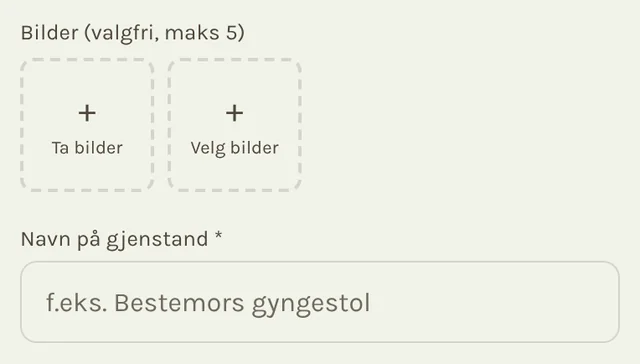 Bilder (valgfri, maks 5)
+ +
Ta bilder Velg bilder
Navn på gjenstand *
f.eks. Bestemors gyngestol